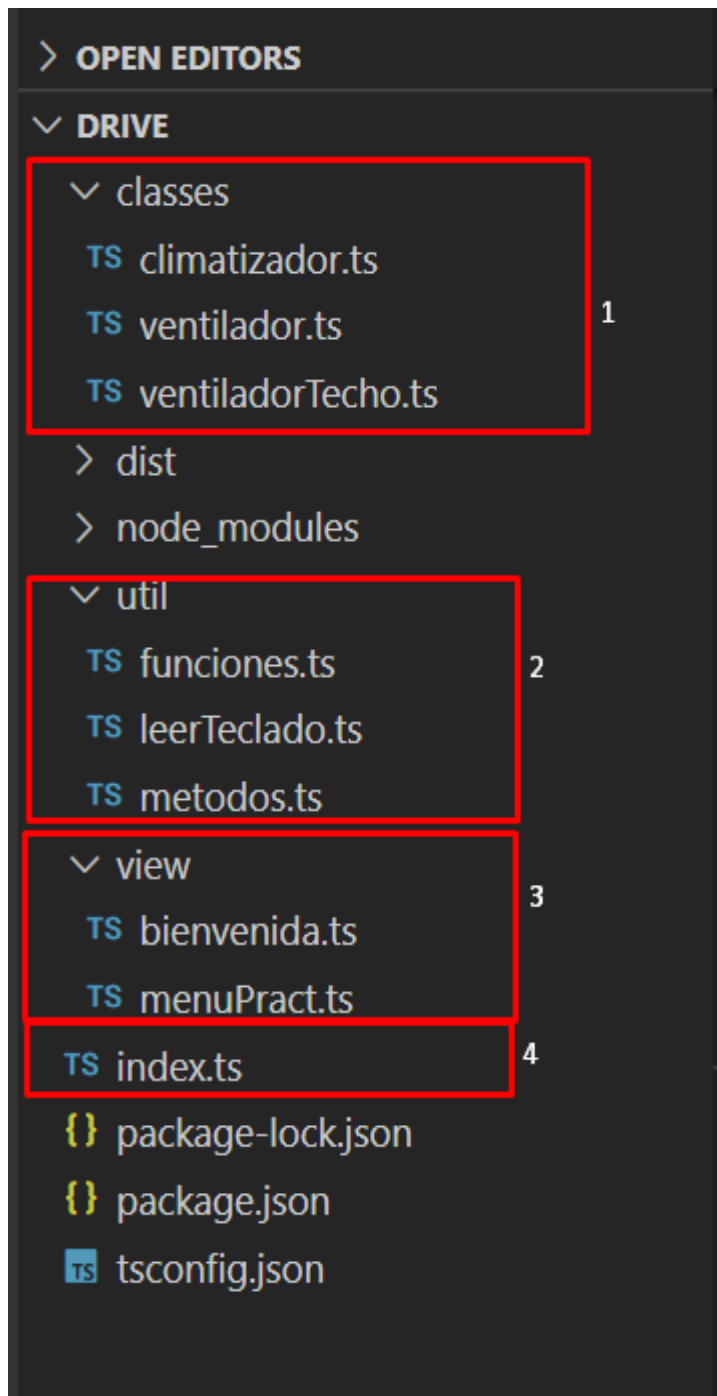 OPEN EDITORS
DRIVE
classes
TS climatizador.ts
TS ventilador.ts
1
TS ventiladorTecho.ts
dist
node_modules
util
TS funciones.ts
2
TS leerTeclado.ts
TS metodos.ts
view
3
TS bienvenida.ts
TS menuPract.ts
TS index.ts
4
{} package-lock.json
{} package.json
TS tsconfig.json